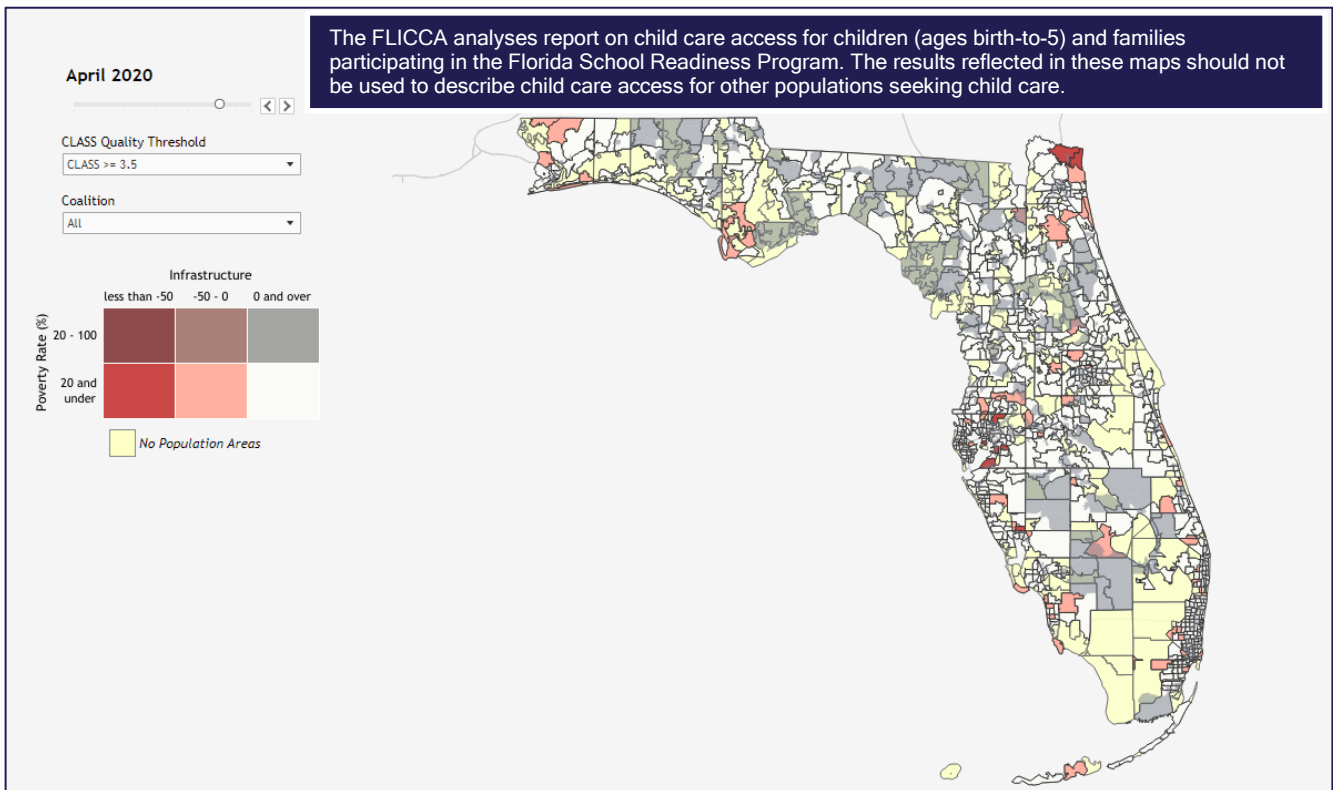 The FLICCA analyses report on child care access for children (ages birth-to-5) and families
participating in the Florida School Readiness Program. The results reflected in these maps should not
be used to describe child care access for other populations seeking child care.
April 2020
CLASS Quality Threshold
CLASS >= 3.5
Coalition
All
Infrastructure
less than -50 -50 - 0 0 and over
Poverty Rate (%)
20 - 100
20 and
under
No Population Areas